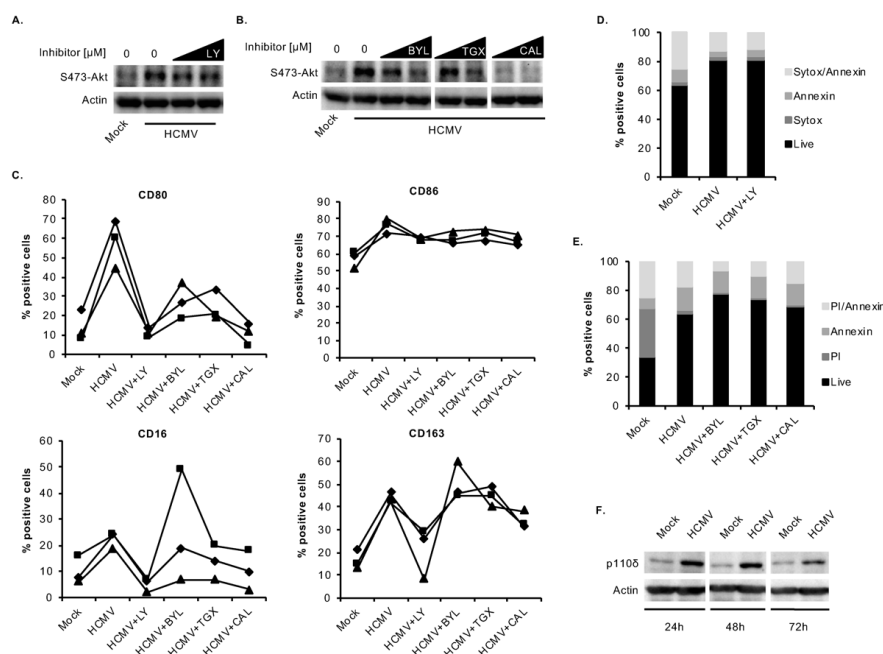 A.
Inhibitor [µM] 0 0 LY
S473-Akt
Actin
Mock
HCMV
B.
Inhibitor [µM] 0 0 BYL TGX CAL
S473-Akt
Actin
Mock
HCMV
C.
CD80
% positive cells
80
70
60
50
40
30
20
10
0
Mock HCMV HCMV+LY HCMV+BYL HCMV+TGX HCMV+CAL
CD86
% positive cells
90
80
70
60
50
40
30
20
10
0
Mock HCMV HCMV+LY HCMV+BYL HCMV+TGX HCMV+CAL
CD16
% positive cells
60
50
40
30
20
10
0
Mock HCMV HCMV+LY HCMV+BYL HCMV+TGX HCMV+CAL
CD163
% positive cells
70
60
50
40
30
20
10
0
Mock HCMV HCMV+LY HCMV+BYL HCMV+TGX HCMV+CAL
D.
% positive cells
100
80
60
40
20
0
Mock HCMV HCMV+LY
Sytox/Annexin
Annexin
Sytox
Live
E.
% positive cells
100
80
60
40
20
0
Mock HCMV HCMV+BYL HCMV+TGX HCMV+CAL
PI/Annexin
Annexin
PI
Live
F.
Mock HCMV Mock HCMV Mock HCMV
p110δ
Actin
24h 48h 72h